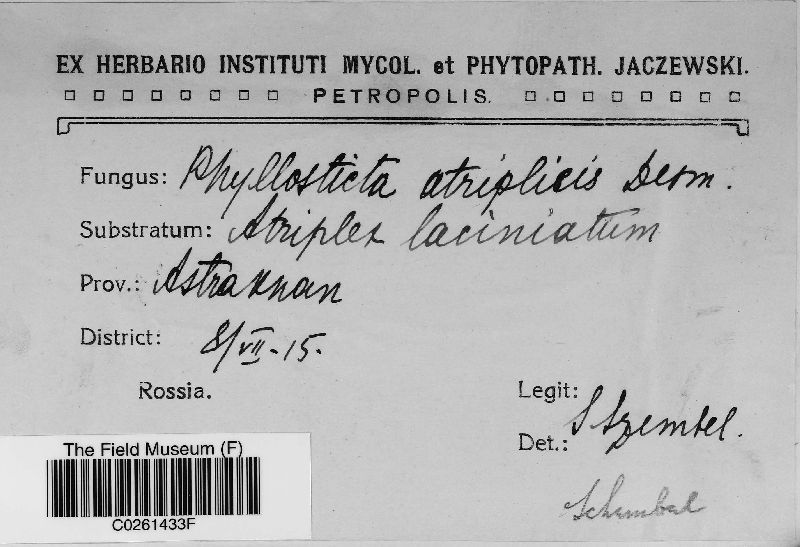 EX HERBARIO INSTITUTI MYCOL. et PHYTOPATH. JACZEWSKI.
PETROPOLIS.
Fungus: Phyllosticta atriplicis Desm.
Substratum: Atriplex laciniatum
Prov.: Astrakhan
District: 8/VII-15.
Rossia.
Legit: S Szembel.
Det.:
Schembel
The Field Museum (F)
C0261433F